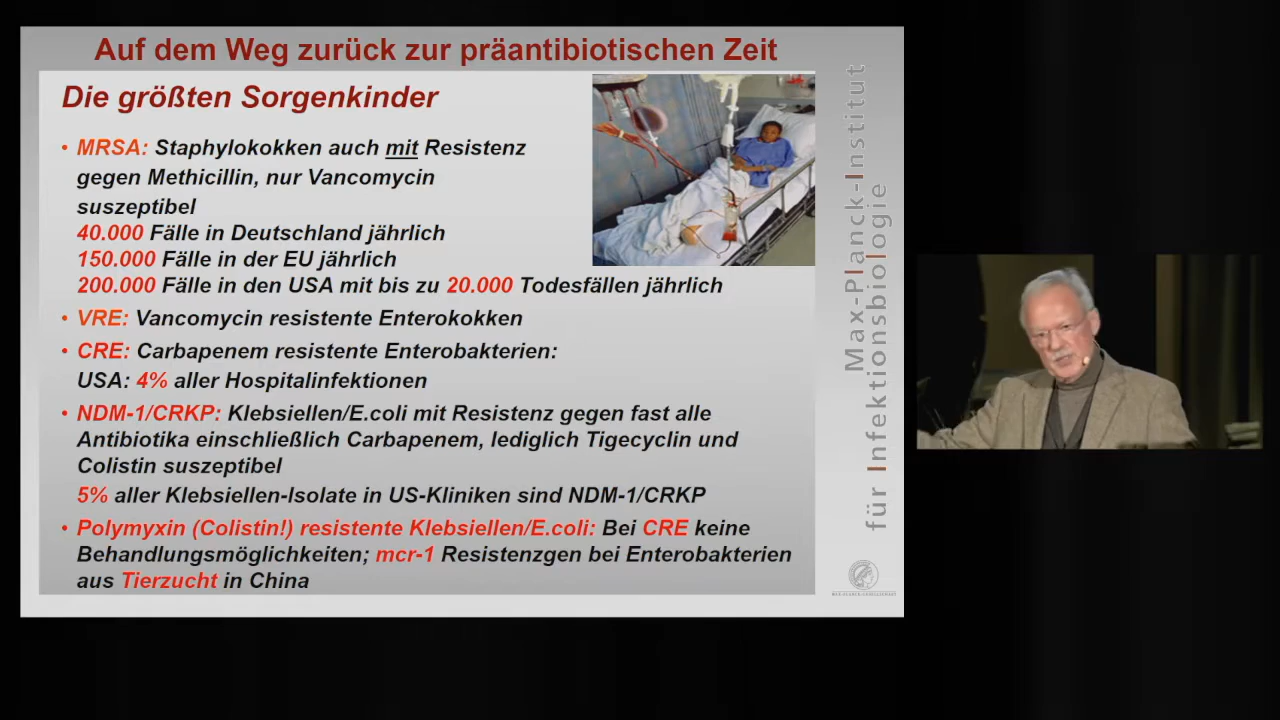 Auf dem Weg zurück zur präantibiotischen Zeit
Die größten Sorgenkinder
• MRSA: Staphylokokken auch mit Resistenz
gegen Methicillin, nur Vancomycin
suszeptibel
40.000 Fälle in Deutschland jährlich
150.000 Fälle in der EU jährlich
200.000 Fälle in den USA mit bis zu 20.000 Todesfällen jährlich
• VRE: Vancomycin resistente Enterokokken
• CRE: Carbapenem resistente Enterobakterien:
USA: 4% aller Hospitalinfektionen
• NDM-1/CRKP: Klebsiellen/E.coli mit Resistenz gegen fast alle
Antibiotika einschließlich Carbapenem, lediglich Tigecyclin und
Colistin suszeptibel
5% aller Klebsiellen-Isolate in US-Kliniken sind NDM-1/CRKP
• Polymyxin (Colistin!) resistente Klebsiellen/E.coli: Bei CRE keine
Behandlungsmöglichkeiten; mcr-1 Resistenzgen bei Enterobakterien
aus Tierzucht in China
Max-Planck-Institut
für Infektionsbiologie
MAX-PLANCK-GESELLSCHAFT